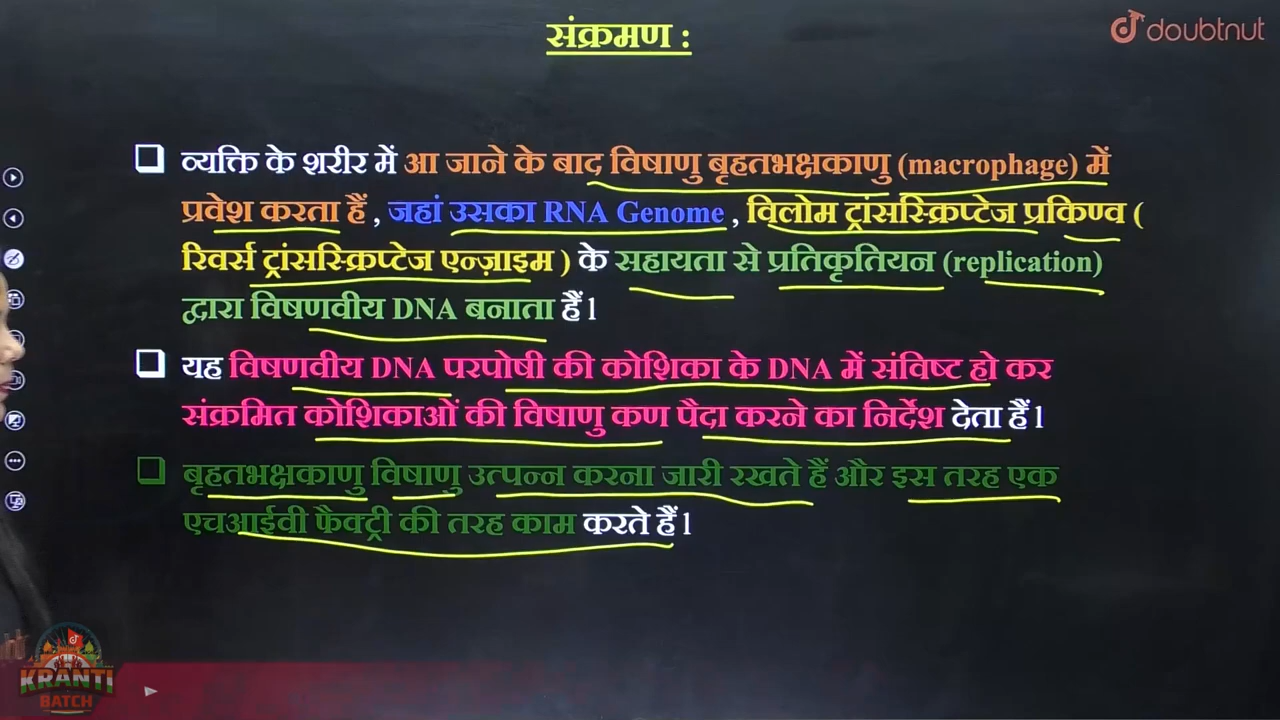 संक्रमण :
doubtnut
व्यक्ति के शरीर में आ जाने के बाद विषाणु बृहतभक्षकाणु (macrophage) में
प्रवेश करता हैं , जहां उसका RNA Genome , विलोम ट्रांसस्क्रिप्टेज प्रकिण्व (
रिवर्स ट्रांसस्क्रिप्टेज एन्ज़ाइम ) के सहायता से प्रतिकृतियन (replication)
द्वारा विषणवीय DNA बनाता हैं l
यह विषणवीय DNA परपोषी की कोशिका के DNA में संविष्ट हो कर
संक्रमित कोशिकाओं की विषाणु कण पैदा करने का निर्देश देता हैं l
बृहतभक्षकाणु विषाणु उत्पन्न करना जारी रखते हैं और इस तरह एक
एचआईवी फैक्ट्री की तरह काम करते हैं l
KRANTI
BATCH